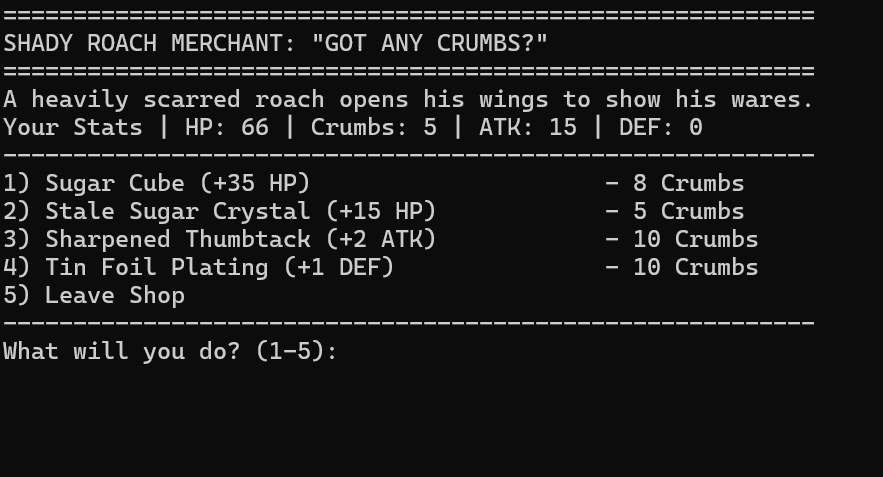 ==========================================================
SHADY ROACH MERCHANT: "GOT ANY CRUMBS?"
==========================================================
A heavily scarred roach opens his wings to show his wares.
Your Stats | HP: 66 | Crumbs: 5 | ATK: 15 | DEF: 0
----------------------------------------------------------
1) Sugar Cube (+35 HP)                     - 8 Crumbs
2) Stale Sugar Crystal (+15 HP)            - 5 Crumbs
3) Sharpened Thumbtack (+2 ATK)            - 10 Crumbs
4) Tin Foil Plating (+1 DEF)               - 10 Crumbs
5) Leave Shop
----------------------------------------------------------
What will you do? (1-5):